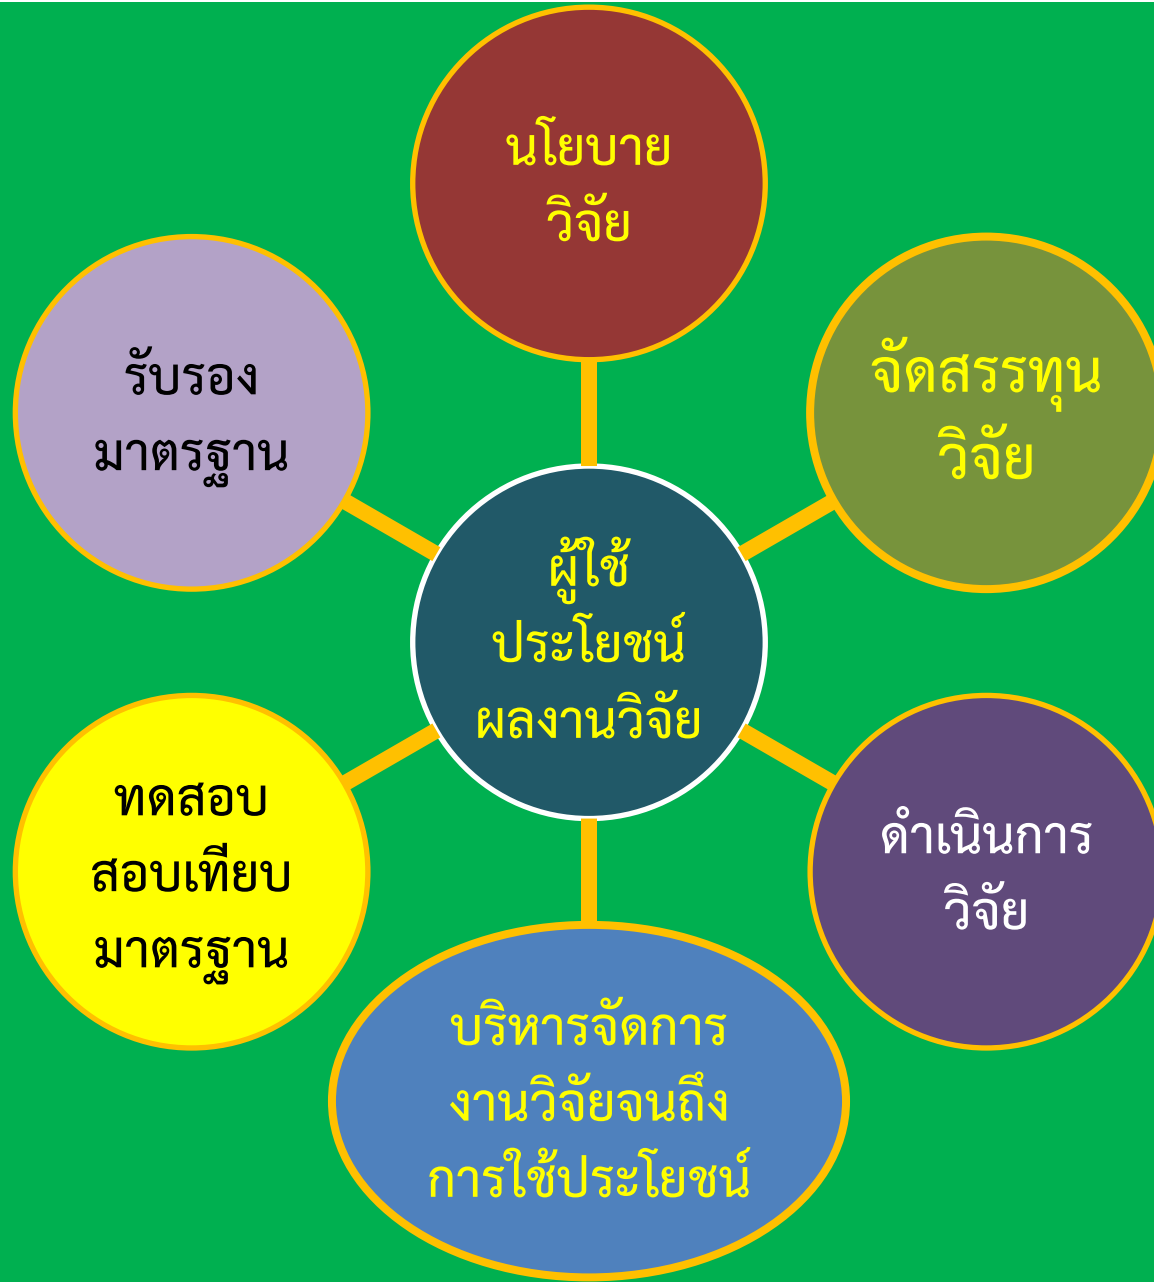 นโยบาย
วิจัย
จัดสรรทุน
วิจัย
ดำเนินการ
วิจัย
บริหารจัดการ
งานวิจัยจนถึง
การใช้ประโยชน์
ทดสอบ
สอบเทียบ
มาตรฐาน
รับรอง
มาตรฐาน
ผู้ใช้
ประโยชน์
ผลงานวิจัย